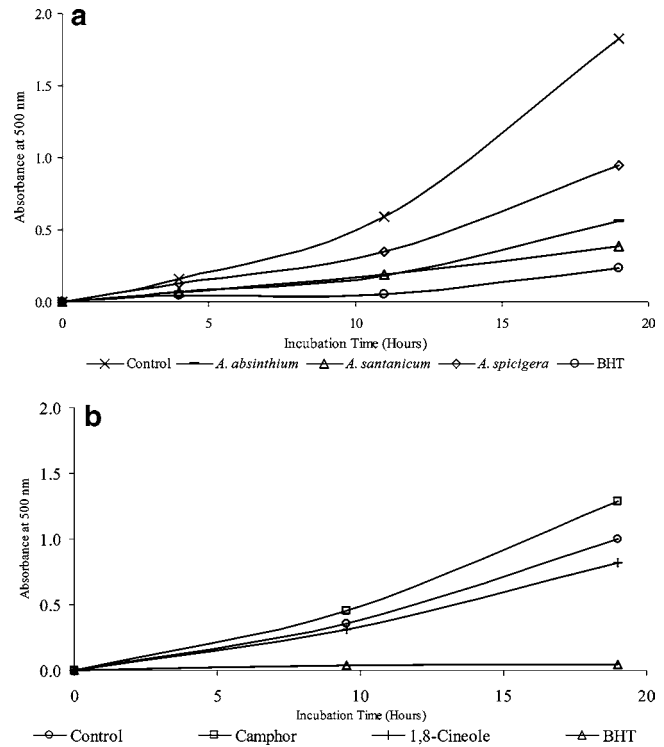 a
2.0
1.5
1.0
0.5
0.0
Absorbance at 500 nm
0 5 10 15 20
Incubation Time (Hours)
Control A. absinthium A. santanicum A. spicigera BHT
b
2.0
1.5
1.0
0.5
0.0
Absorbance at 500 nm
0 5 10 15 20
Incubation Time (Hours)
Control Camphor 1,8-Cineole BHT